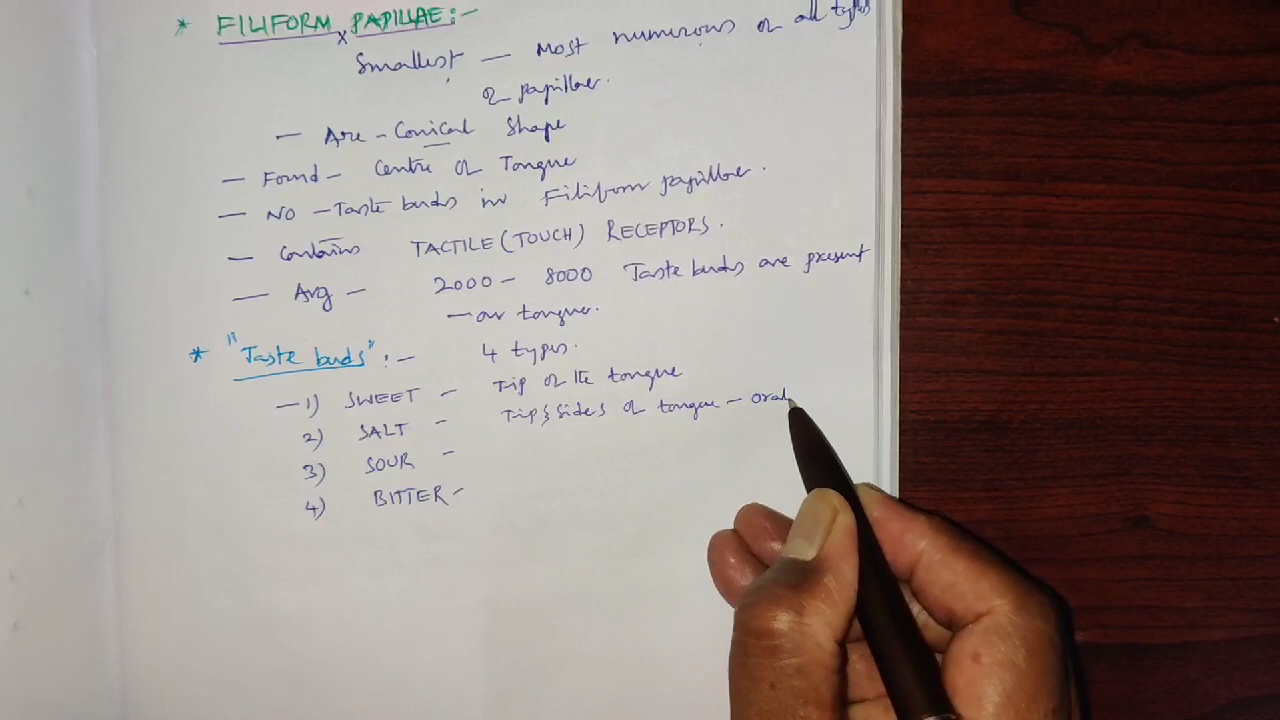 * FILIFORM PAPILLAE:-
x
Smallest — Most numerous of all types
of papillae.
— Are - Conical Shape
— Found - Centre of Tongue
— NO - Taste buds in Filiform papillae.
— Contains TACTILE (TOUCH) RECEPTORS.
— Avg — 2000 - 8000 Taste buds are present
— on tongue.
* "Taste buds" :- 4 types.
— 1) SWEET - Tip of the tongue
2) SALT - Tip & Sides of tongue - oral
3) SOUR -
4) BITTER -